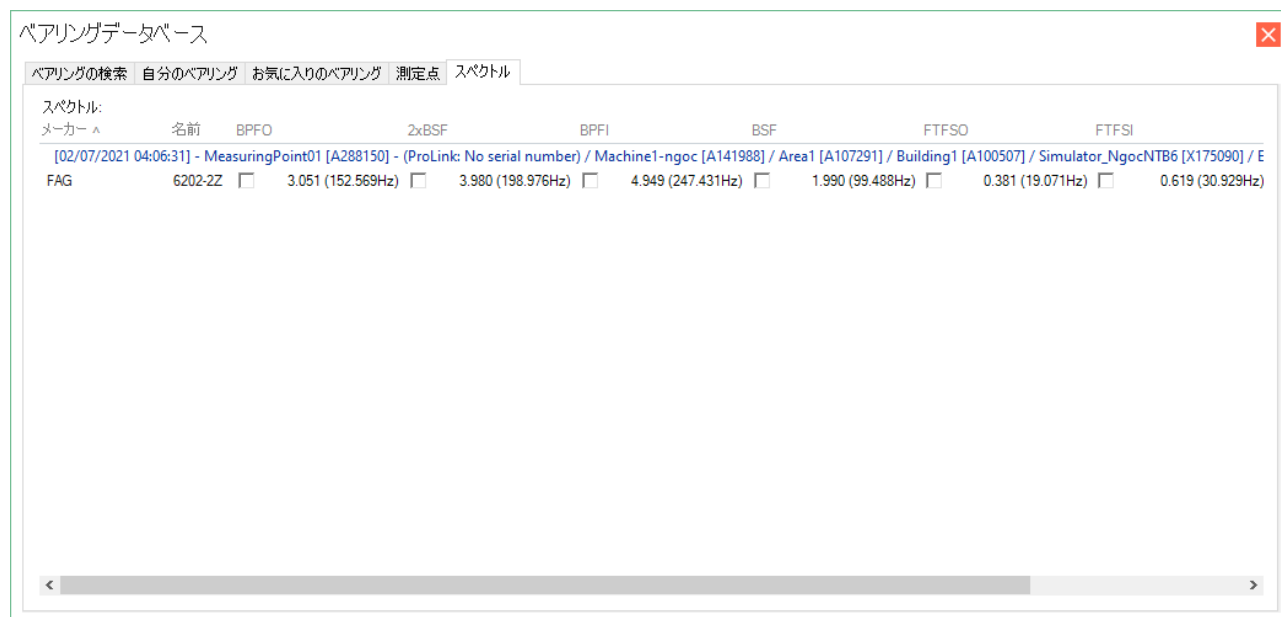 ベアリングデータベース
ベアリングの検索 自分のベアリング お気に入りのベアリング 測定点 スペクトル
スペクトル:
メーカー ∧ 名前 BPFO 2xBSF BPFI BSF FTFSO FTFSI
[02/07/2021 04:06:31] - MeasuringPoint01 [A288150] - (ProLink: No serial number) / Machine1-ngoc [A141988] / Area1 [A107291] / Building1 [A100507] / Simulator_NgocNTB6 [X175090] /
FAG 6202-2Z 3.051 (152.569Hz) 3.980 (198.976Hz) 4.949 (247.431Hz) 1.990 (99.488Hz) 0.381 (19.071Hz) 0.619 (30.929Hz)